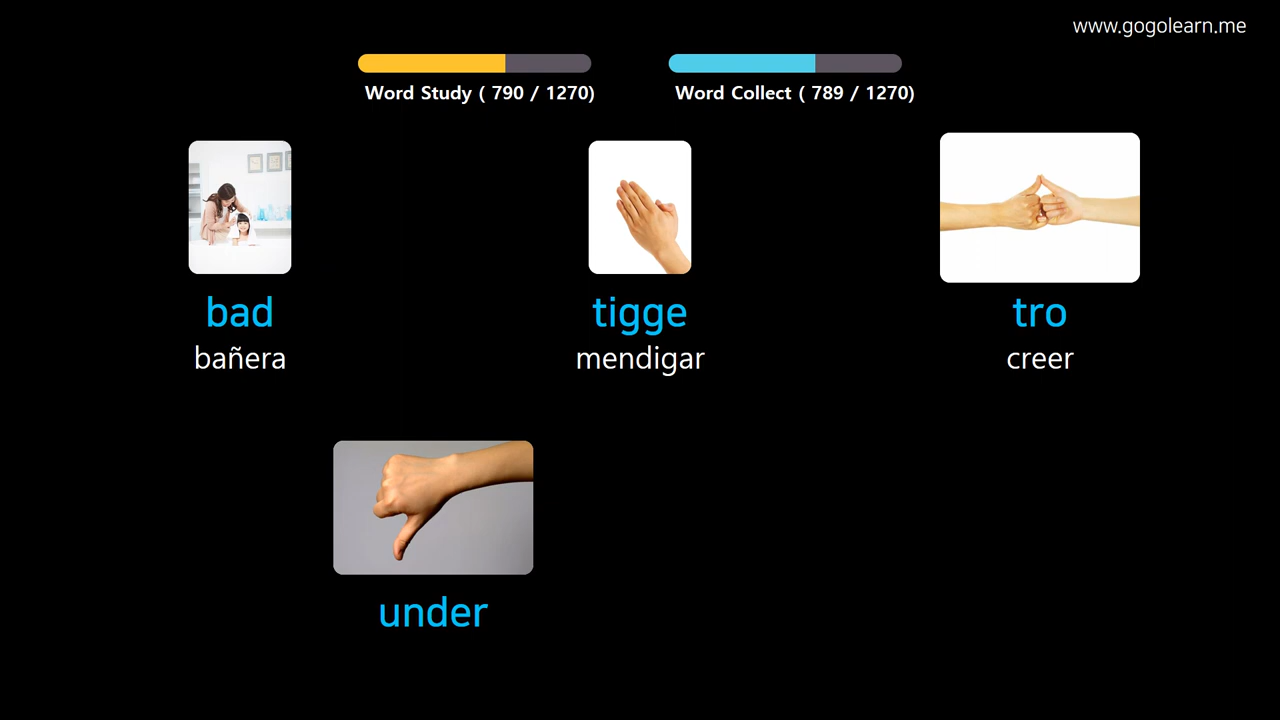 www.gogolearn.me
Word Study ( 790 / 1270)
Word Collect ( 789 / 1270)
bad
bañera
tigge
mendigar
tro
creer
under